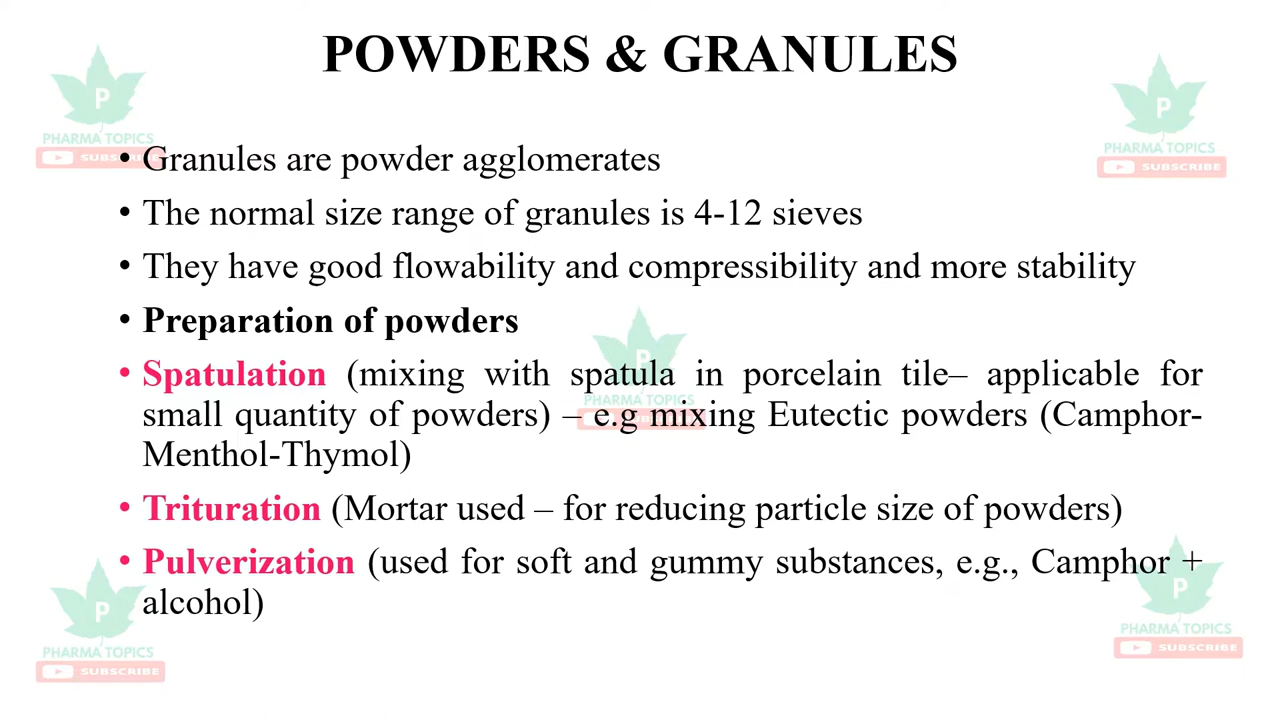 POWDERS & GRANULES
P
PHARMA TOPICS
SUBSCRIBE
P
PHARMA TOPICS
SUBSCRIBE
• Granules are powder agglomerates
• The normal size range of granules is 4-12 sieves
• They have good flowability and compressibility and more stability
• Preparation of powders
• Spatulation (mixing with spatula in porcelain tile– applicable for
small quantity of powders) – e.g mixing Eutectic powders (Camphor-
Menthol-Thymol)
P
PHARMA TOPICS
SUBSCRIBE
• Trituration (Mortar used – for reducing particle size of powders)
• Pulverization (used for soft and gummy substances, e.g., Camphor +
alcohol)
P
PHARMA TOPICS
SUBSCRIBE
P
PHARMA TOPICS
SUBSCRIBE